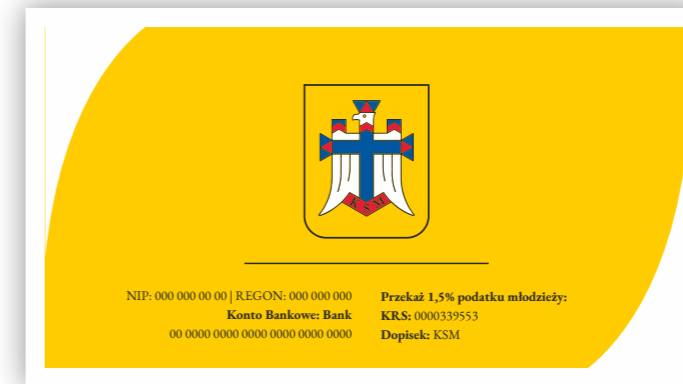 KSM
NIP: 000 000 00 00 | REGON: 000 000 000
Konto Bankowe: Bank
00 0000 0000 0000 0000 0000 0000
Przekaż 1,5% podatku młodzieży:
KRS: 0000339553
Dopisek: KSM